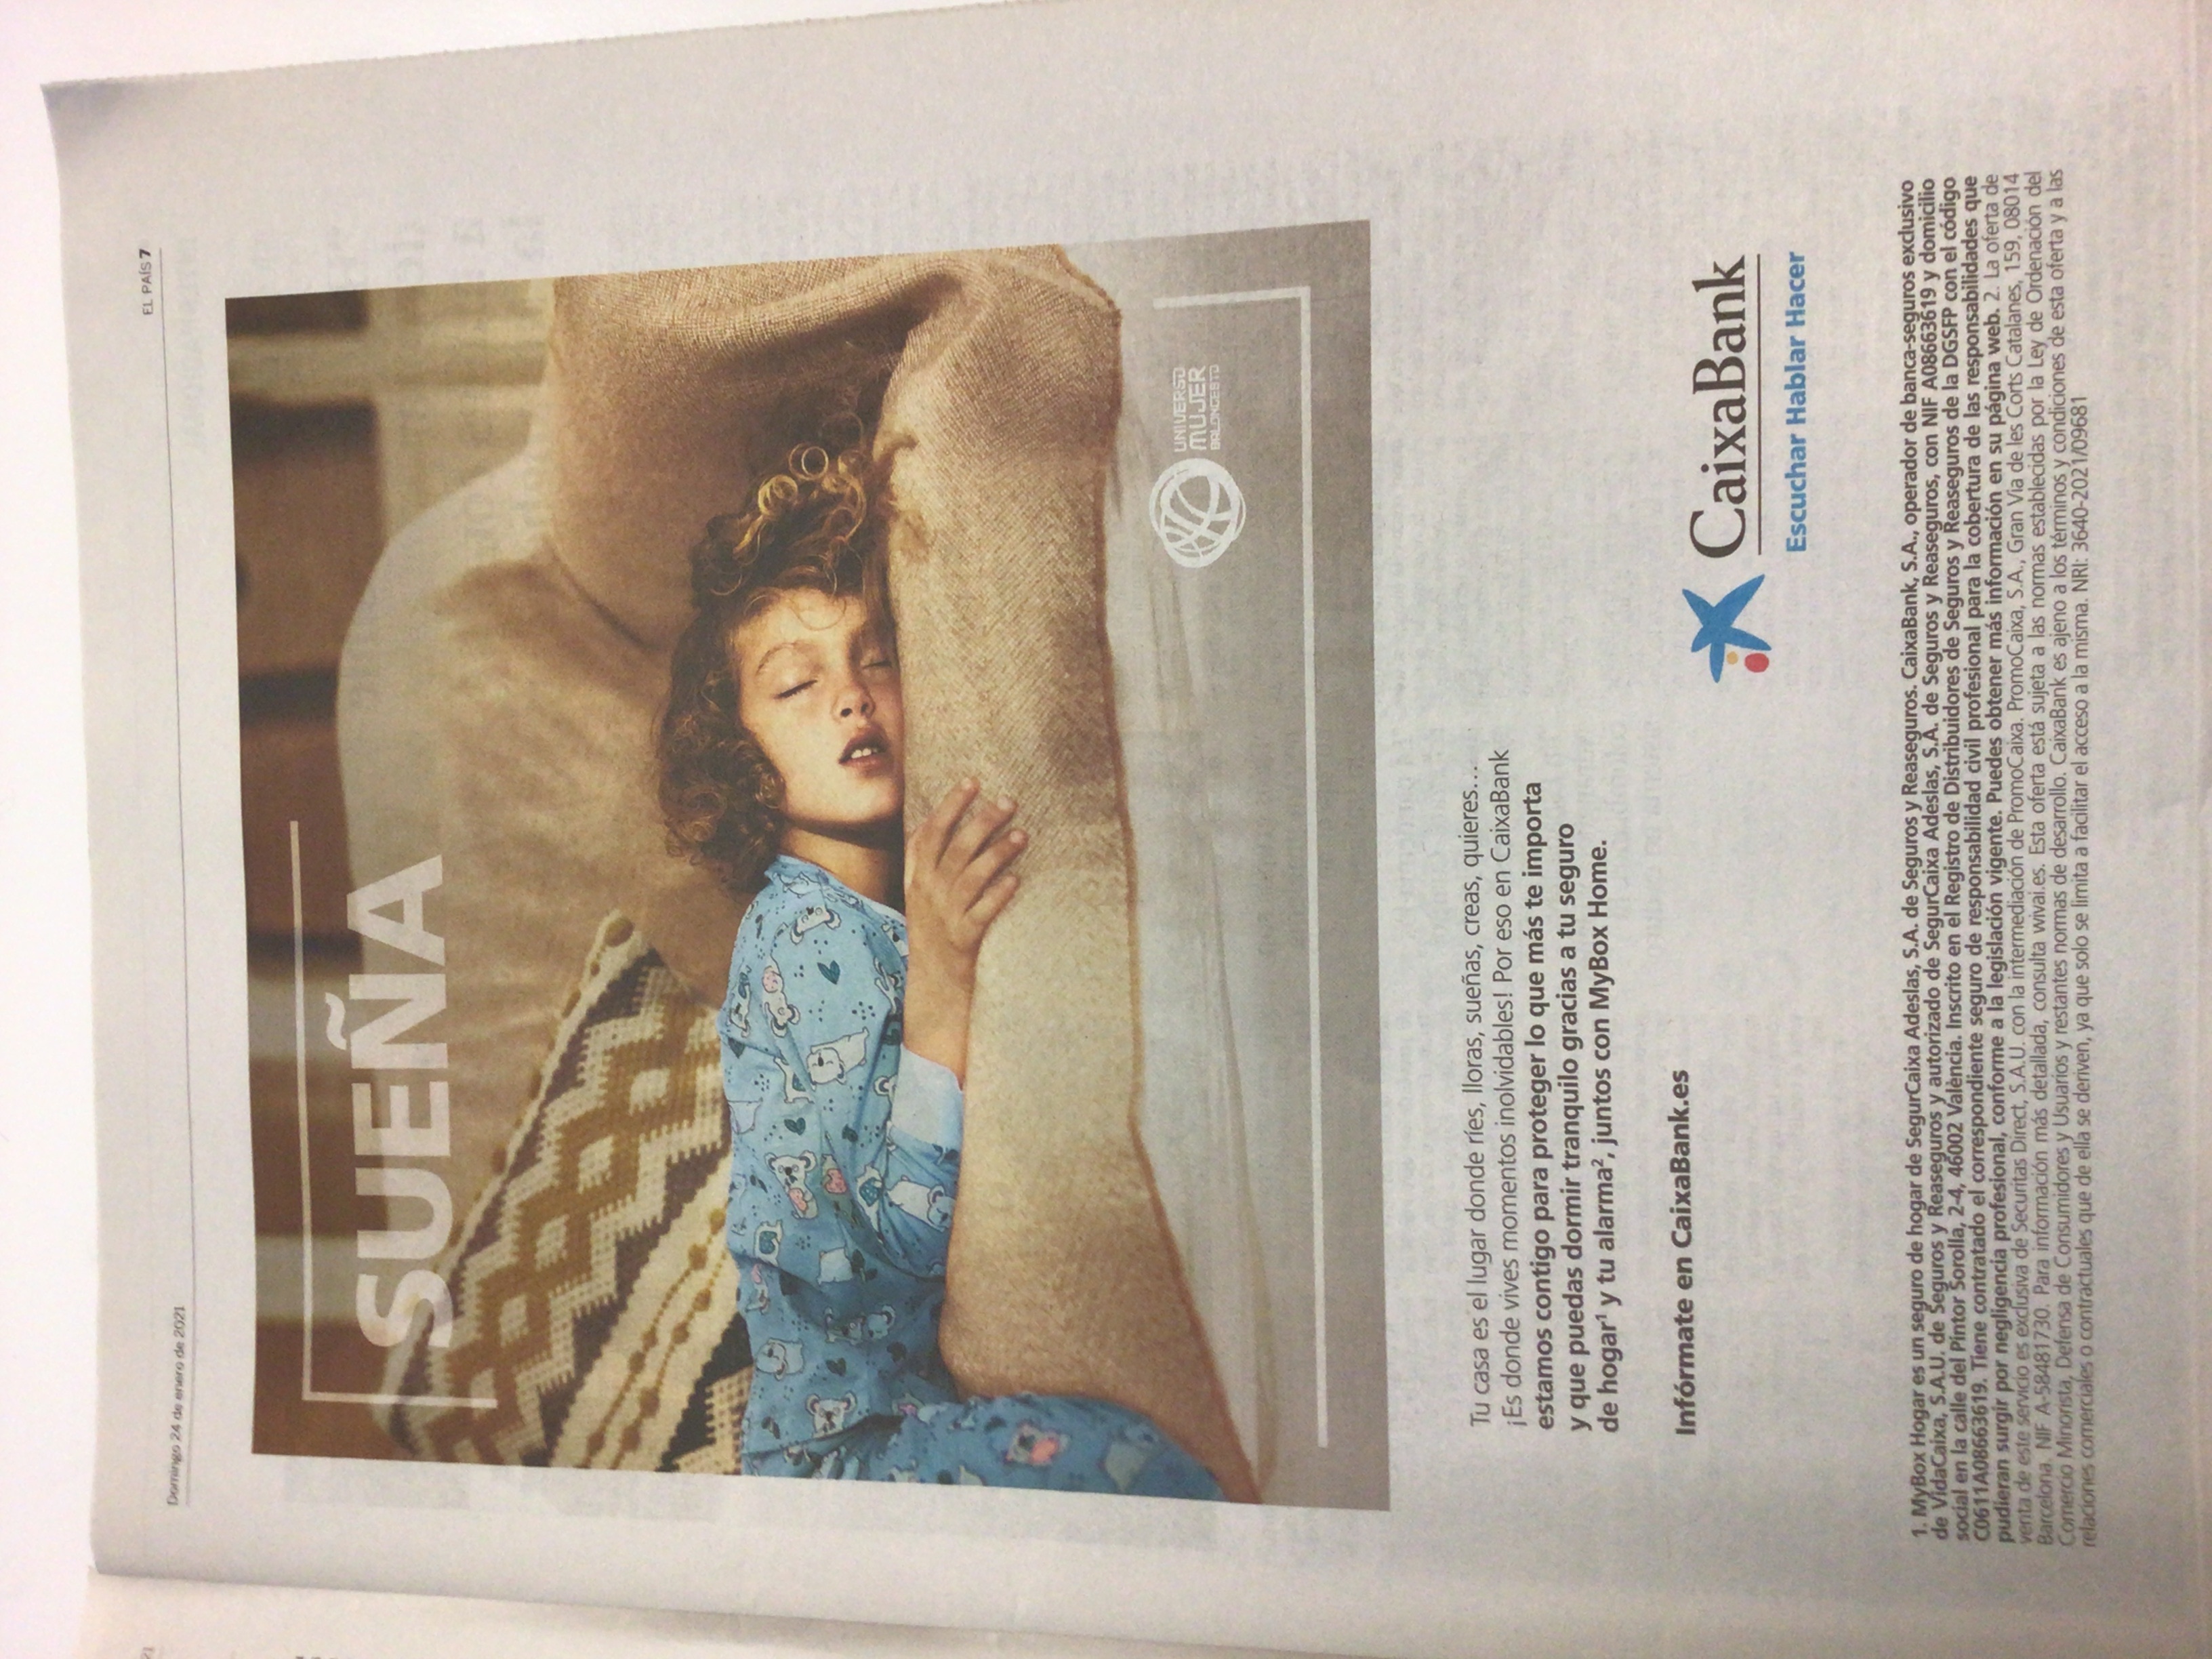 Domingo 24 de enero de 2021
EL PAÍS 7
SUEÑA
UNIVERSO
MUJER
BALONCESTO
Tu casa es el lugar donde ríes, lloras, sueñas, creas, quieres...
¡Es donde vives momentos inolvidables! Por eso en CaixaBank
estamos contigo para proteger lo que más te importa
y que puedas dormir tranquilo gracias a tu seguro
de hogar¹ y tu alarma², juntos con MyBox Home.
Infórmate en CaixaBank.es
CaixaBank
Escuchar Hablar Hacer
1. MyBox Hogar es un seguro de hogar de SegurCaixa Adeslas, S.A. de Seguros y Reaseguros. CaixaBank, S.A., operador de banca-seguros exclusivo
de VidaCaixa, S.A.U. de Seguros y Reaseguros y autorizado de SegurCaixa Adeslas, S.A. de Seguros y Reaseguros, con NIF A08663619 y domicilio
social en la calle del Pintor Sorolla, 2-4, 46002 València. Inscrito en el Registro de Distribuidores de Seguros y Reaseguros de la DGSFP con el código
C0611A08663619. Tiene contratado el correspondiente seguro de responsabilidad civil profesional para la cobertura de las responsabilidades que
pudieran surgir por negligencia profesional, conforme a la legislación vigente. Puedes obtener más información en su página web. 2. La oferta de
venta de este servicio es exclusiva de Securitas Direct, S.A.U. con la intermediación de PromoCaixa. PromoCaixa, S.A., Gran Via de les Corts Catalanes, 159, 08014
Barcelona. NIF A-58481730. Para información más detallada, consulta wivai.es. Esta oferta está sujeta a las normas establecidas por la Ley de Ordenación del
Comercio Minorista, Defensa de Consumidores y Usuarios y restantes normas de desarrollo. CaixaBank es ajeno a los términos y condiciones de esta oferta y a las
relaciones comerciales o contractuales que de ella se deriven, ya que solo se limita a facilitar el acceso a la misma. NRI: 3640-2021/09681